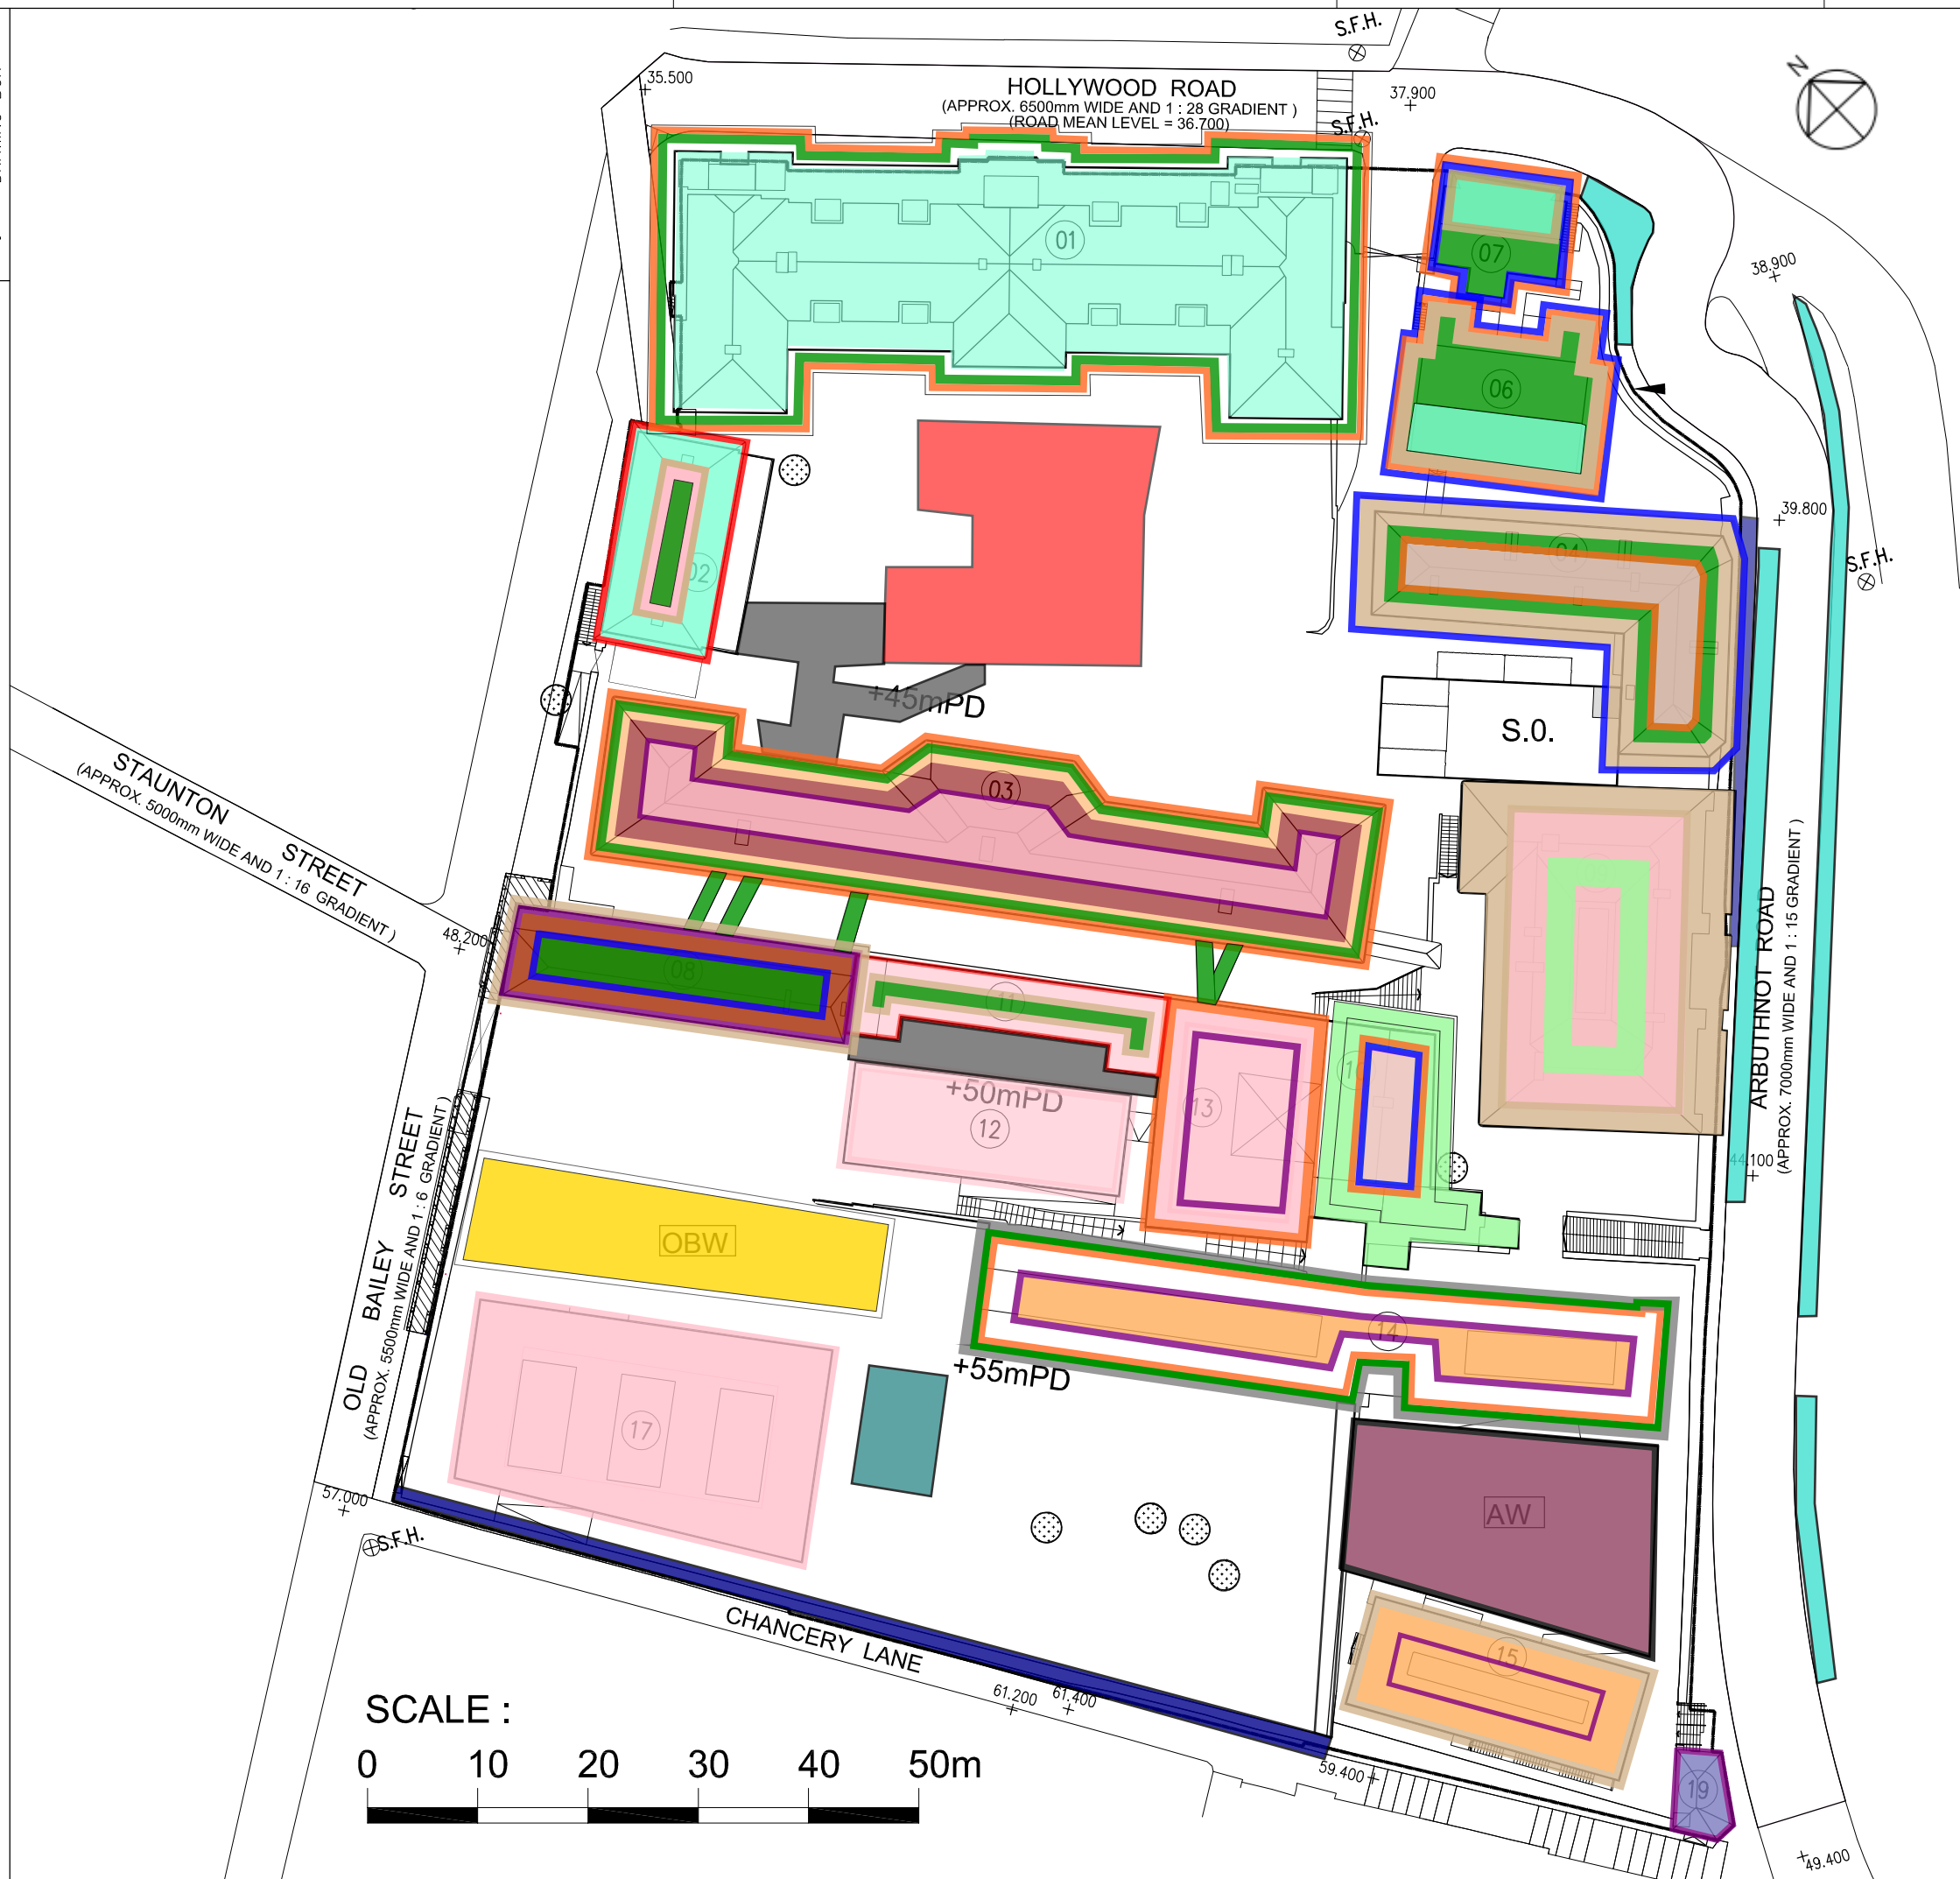 S.F.H.
N
35.500
HOLLYWOOD ROAD
(APPROX. 6500mm WIDE AND 1 : 28 GRADIENT )
(ROAD MEAN LEVEL = 36.700)
37.900
S.F.H.
01
07
38.900
06
39.800
04
S.F.H.
02
+45mPD
S.O.
03
STAUNTON STREET
(APPROX. 5000mm WIDE AND 1 : 16 GRADIENT )
48.200
08
11
ARBUTHNOT ROAD
(APPROX. 7000mm WIDE AND 1 : 15 GRADIENT )
+50mPD
13
12
44.100
OLD BAILEY STREET
(APPROX. 5500mm WIDE AND 1 : 6 GRADIENT )
OBW
14
+55mPD
17
57.000
S.F.H.
AW
CHANCERY LANE
15
61.200
61.400
59.400
19
49.400
SCALE :
0 10 20 30 40 50m